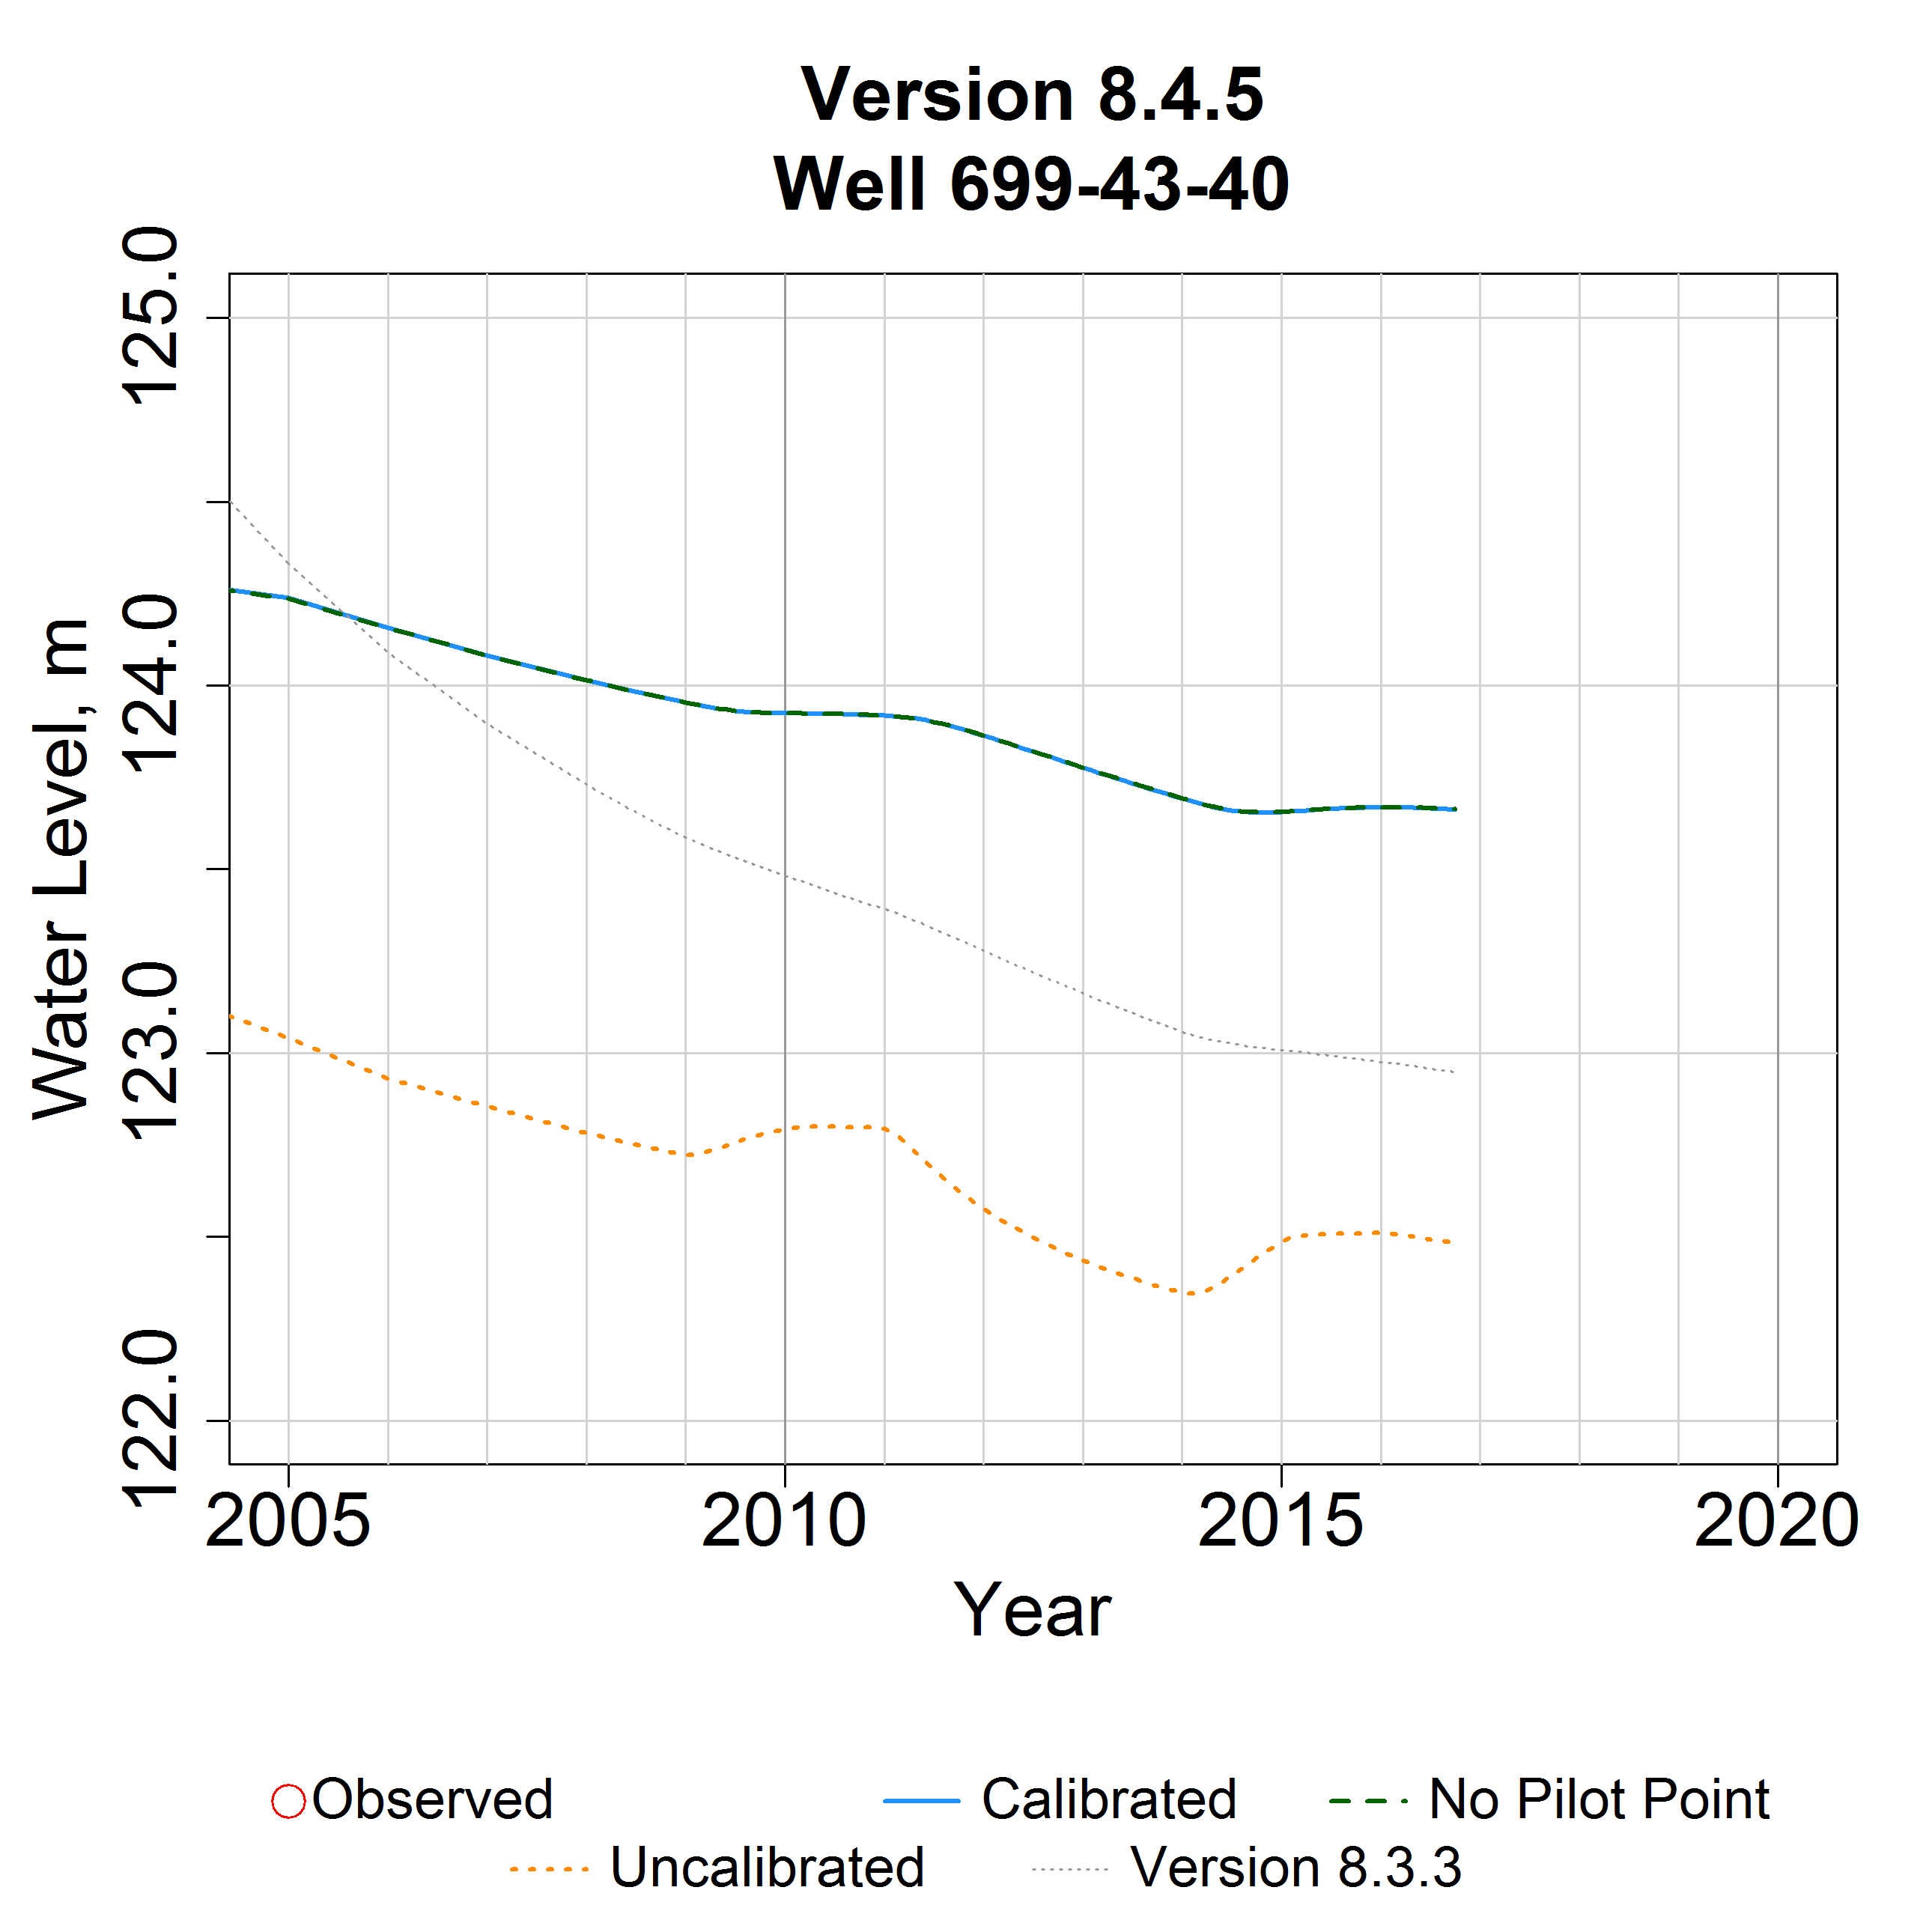 Version 8.4.5
Well 699-43-40
125.0
124.0
123.0
122.0
Water Level, m
2005 2010 2015 2020
Year
Observed Calibrated No Pilot Point
Uncalibrated Version 8.3.3